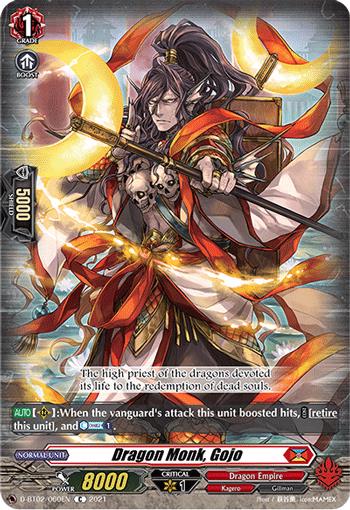 1
GRADE
BOOST
5000
SHIELD
The high priest of the dragons devoted
its life to the redemption of dead souls.
AUTO []:When the vanguard's attack this unit boosted hits, [retire
this unit], and 1.
NORMAL UNIT
Dragon Monk, Gojo
POWER 8000
CRITICAL
1
Dragon Empire
Kagero Gillman
D-BT02/060EN C 2021